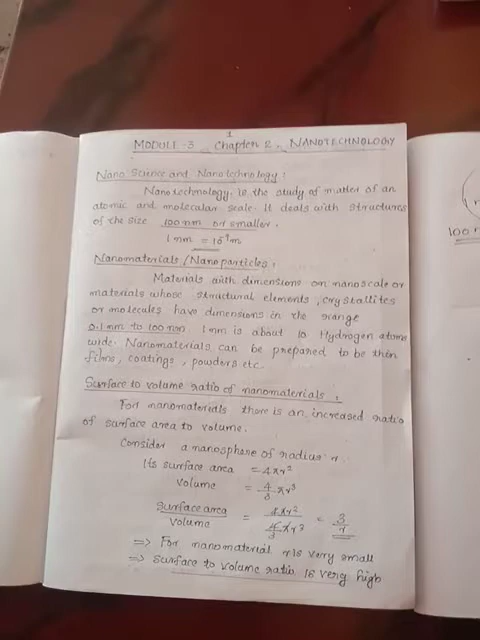 1
MODULE-3 Chapter 2. NANOTECHNOLOGY
Nano Science and Nanotechnology:
Nanotechnology. Is the study of matter of an
atomic and molecular scale. It deals with structures
of the size 100 nm or smaller.
1 nm = 10⁻⁹m
Nanomaterials/Nanoparticles:
Materials with dimensions on nanoscale or
materials whose structural elements, crystallites
or molecules have dimensions in the range
0.1 nm to 100 nm 1 nm is about 10 Hydrogen atoms
wide. Nanomaterials can be prepared to be thin
films, coatings, powders etc.
Surface to volume ratio of nanomaterials:
For nanomaterials there is an increased ratio
of surface area to volume.
Consider a nanosphere of radius r.
Its surface area = 4πr²
Volume = 4/3 πr³
Surface area / Volume = 4πr² / 4/3 πr³ = 3/r
⇒ For nanomaterial r is very small
⇒ Surface to volume ratio is very high
100 n